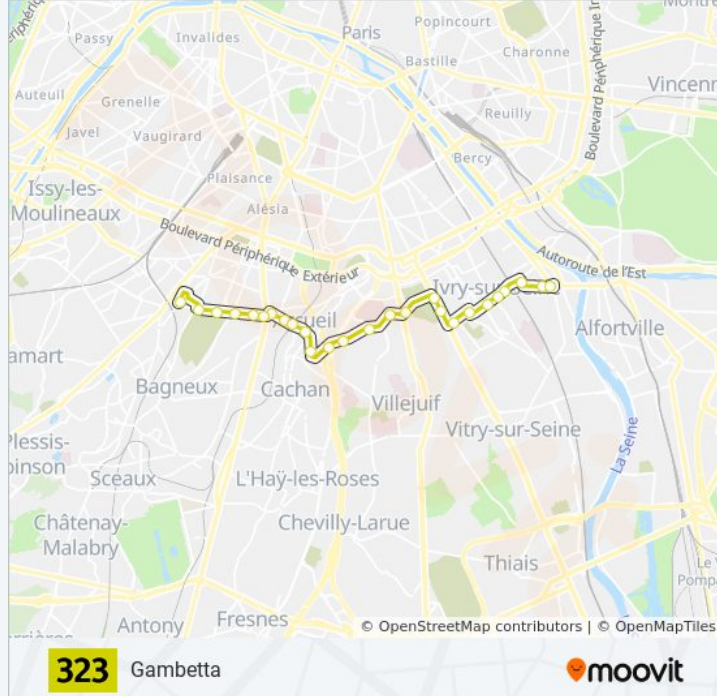 Montre
Popincourt
Paris
Passy
Invalides
Charonne
Bastille
Boulevard Périphérique In
Vincenn
Auteuil
Grenelle
Reuilly
Javel
Vaugirard
Bercy
Plaisance
Issy-les-
Moulineaux
Alésia
Boulevard Périphérique Extérieur
Autoroute de l'Est
Ivry-sur-Seine
Alfortville
amart
Bagneux
Cachan
Villejuif
La Seine
Plessis-
binson
Vitry-sur-Seine
Sceaux
L'Haÿ-les-Roses
Châtenay-
Malabry
Chevilly-Larue
Thiais
Le V
Pompa
Antony
Fresnes
© OpenStreetMap contributors | © OpenMapTiles
323 Gambetta
moovit